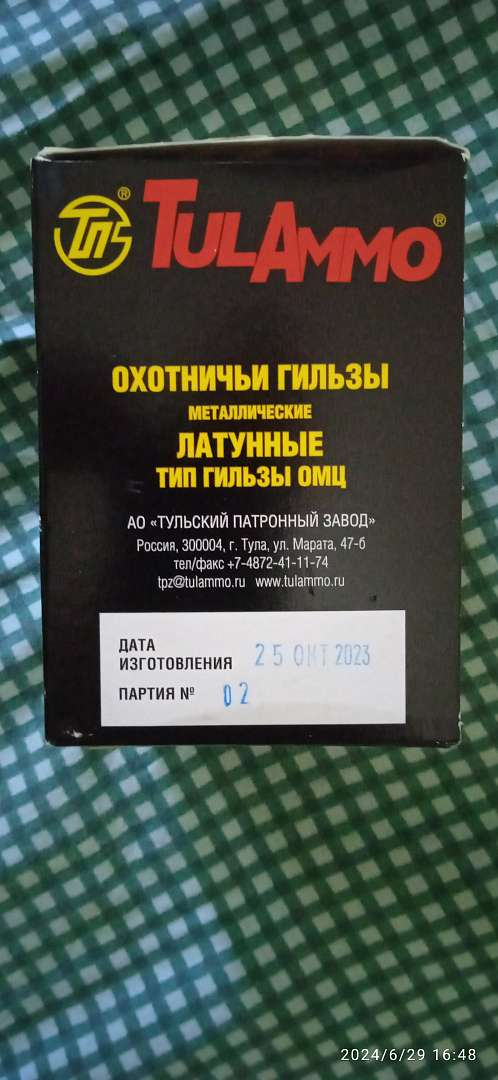 ТПЗ® TULAMMO®
ОХОТНИЧЬИ ГИЛЬЗЫ
МЕТАЛЛИЧЕСКИЕ
ЛАТУННЫЕ
ТИП ГИЛЬЗЫ ОМЦ
АО «ТУЛЬСКИЙ ПАТРОННЫЙ ЗАВОД»
Россия, 300004, г. Тула, ул. Марата, 47-б
тел/факс +7-4872-41-11-74
tpz@tulammo.ru www.tulammo.ru
ДАТА
ИЗГОТОВЛЕНИЯ 25 ОКТ 2023
ПАРТИЯ № 02
2024/6/29 16:48